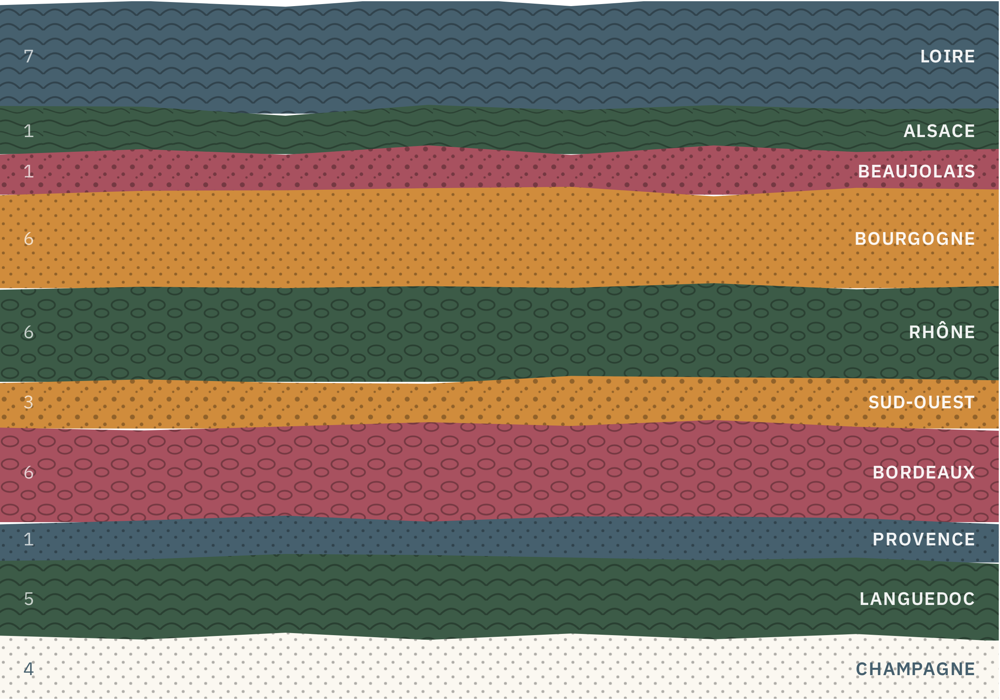 7 LOIRE
1 ALSACE
1 BEAUJOLAIS
6 BOURGOGNE
6 RHÔNE
3 SUD-OUEST
6 BORDEAUX
1 PROVENCE
5 LANGUEDOC
4 CHAMPAGNE